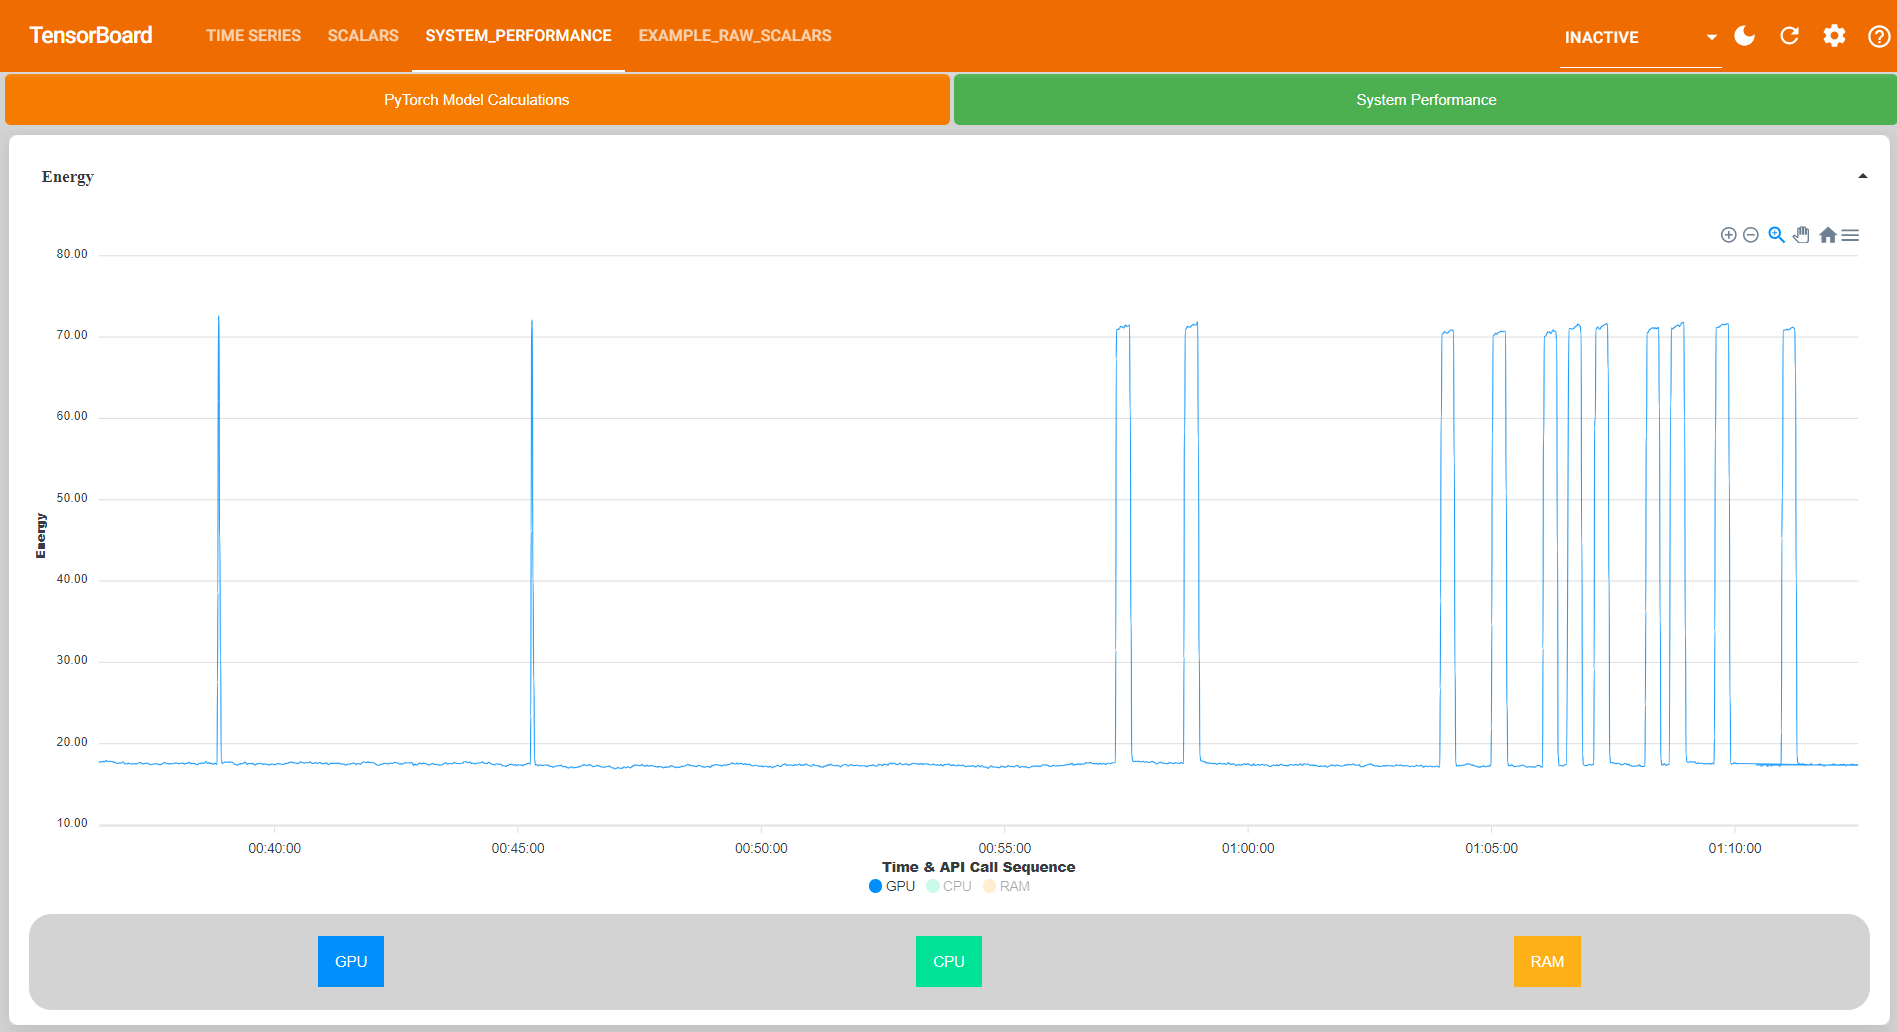 TensorBoard TIME SERIES SCALARS SYSTEM_PERFORMANCE EXAMPLE_RAW_SCALARS INACTIVE
PyTorch Model Calculations System Performance
Energy
80.00
70.00
60.00
50.00
40.00
30.00
20.00
10.00
Energy
00:40:00 00:45:00 00:50:00 00:55:00 01:00:00 01:05:00 01:10:00
Time & API Call Sequence
GPU CPU RAM
GPU CPU RAM